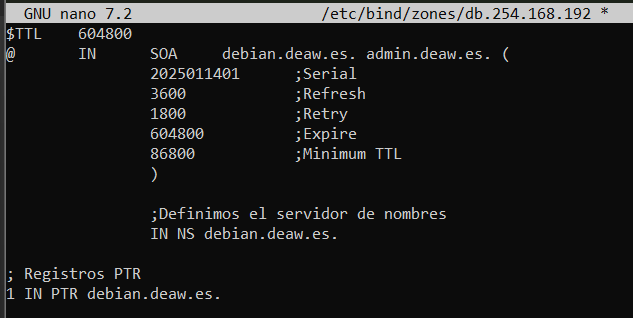 GNU nano 7.2 /etc/bind/zones/db.254.168.192 *
$TTL 604800
@ IN SOA debian.deaw.es. admin.deaw.es. (
2025011401 ;Serial
3600 ;Refresh
1800 ;Retry
604800 ;Expire
86800 ;Minimum TTL
)
;Definimos el servidor de nombres
IN NS debian.deaw.es.
; Registros PTR
1 IN PTR debian.deaw.es.